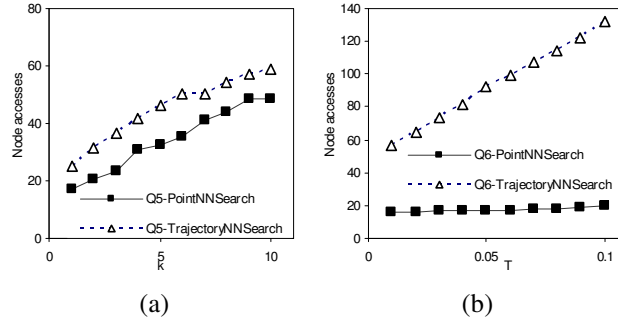 80
60
40
20
0
Node accesses
Q5-PointNNSearch
Q5-TrajectoryNNSearch
0
5
10
k
(a)
140
120
100
80
60
40
20
0
Node accesses
Q6-PointNNSearch
Q6-TrajectoryNNSearch
0
0.05
0.1
T
(b)